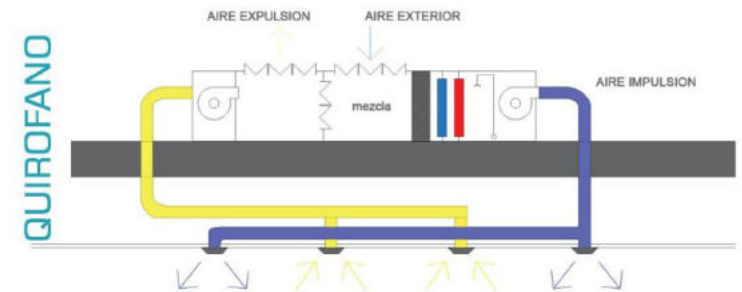 AIRE EXPULSION
AIRE EXTERIOR
QUIROFANO
mezcla
AIRE IMPULSION